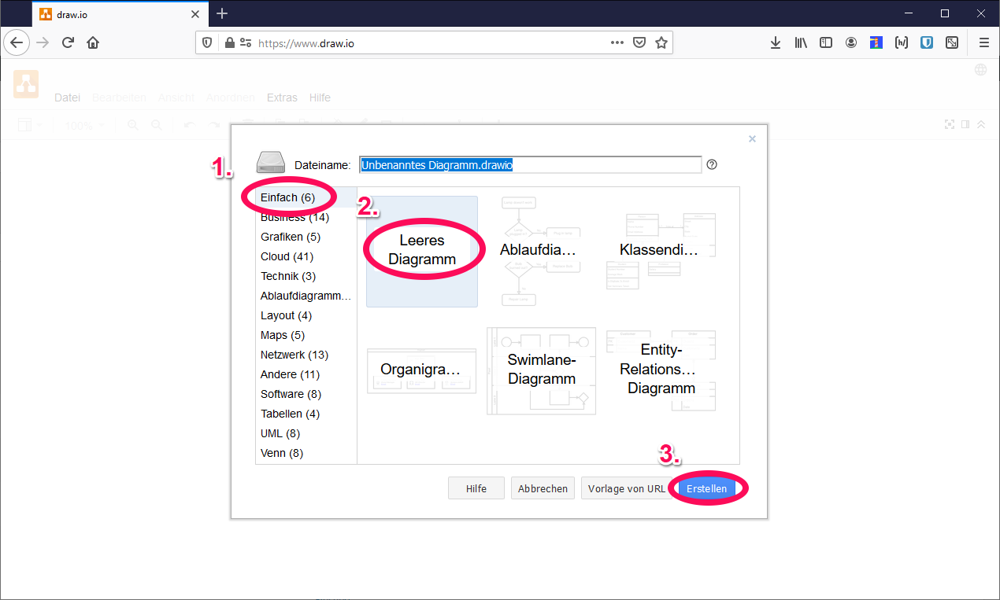 draw.io
https://www.draw.io
Datei Bearbeiten Ansicht Anordnen Extras Hilfe
100%
Dateiname: Unbenanntes Diagramm.drawio
1.
Einfach (6)
Business (14)
Grafiken (5)
Cloud (41)
Technik (3)
Ablaufdiagramm...
Layout (4)
Maps (5)
Netzwerk (13)
Andere (11)
Software (8)
Tabellen (4)
UML (8)
Venn (8)
2.
Leeres
Diagramm
Ablaufdia...
Klassendi...
Organigra...
Swimlane-
Diagramm
Entity-
Relations...
Diagramm
3.
Hilfe
Abbrechen
Vorlage von URL
Erstellen